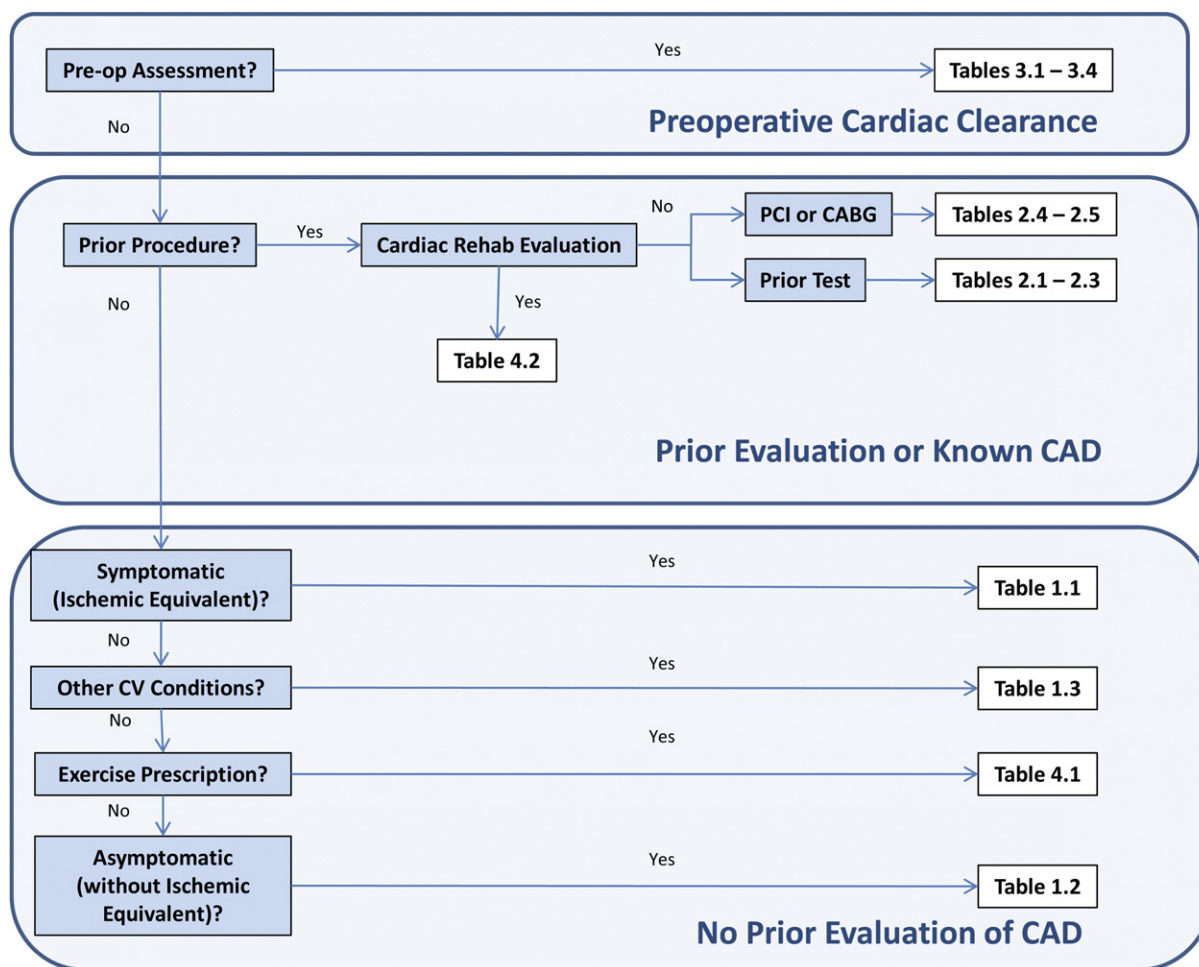 Pre-op Assessment?
Yes
Tables 3.1 – 3.4
No
Preoperative Cardiac Clearance
Prior Procedure?
Yes
Cardiac Rehab Evaluation
No
PCI or CABG
Tables 2.4 – 2.5
Prior Test
Tables 2.1 – 2.3
No
Yes
Table 4.2
Prior Evaluation or Known CAD
Symptomatic
(Ischemic Equivalent)?
Yes
Table 1.1
No
Other CV Conditions?
Yes
Table 1.3
No
Exercise Prescription?
Yes
Table 4.1
No
Asymptomatic
(without Ischemic
Equivalent)?
Yes
Table 1.2
No Prior Evaluation of CAD